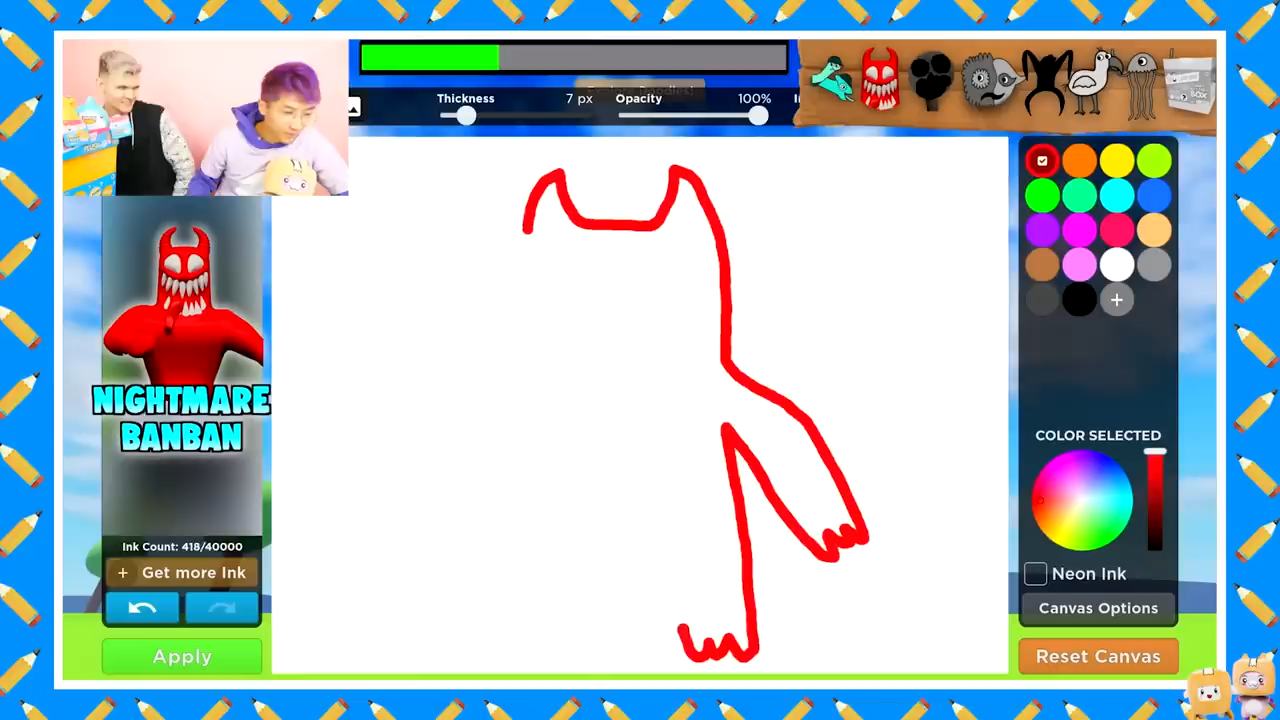 Thickness 7 px Opacity 100%
NIGHTMARE
BANBAN
Ink Count: 418/40000
+ Get more Ink
Apply
COLOR SELECTED
Neon Ink
Canvas Options
Reset Canvas